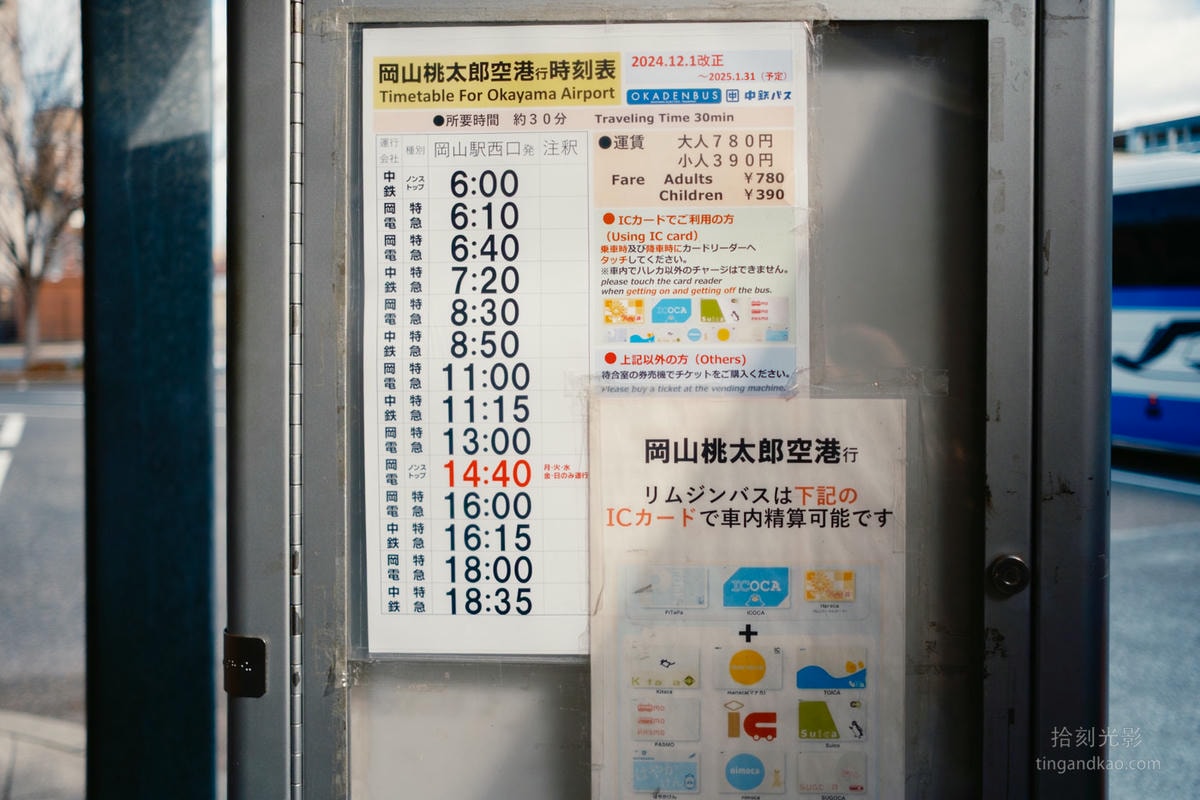 岡山桃太郎空港行時刻表
Timetable For Okayama Airport
2024.12.1改正
～2025.1.31（予定）
OKADENBUS 中鉄バス
●所要時間 約３０分 Traveling Time 30min
運行会社 種別 岡山駅西口発 注釈
中鉄 ノンストップ 6:00
岡電 特急 6:10
岡電 特急 6:40
中鉄 特急 7:20
岡電 特急 8:30
中鉄 特急 8:50
岡電 特急 11:00
中鉄 特急 11:15
岡電 特急 13:00
岡電 ノンストップ 14:40 月・火・水 金・日のみ運行
岡電 特急 16:00
中鉄 特急 16:15
岡電 特急 18:00
中鉄 特急 18:35
●運賃 大人７８０円
小人３９０円
Fare Adults ￥780
Children ￥390
●ICカードでご利用の方
（Using IC card）
乗車時及び降車時にカードリーダーへ
タッチしてください。
※車内でハレカ以外のチャージはできません。
please touch the card reader
when getting on and getting off the bus.
ICOCA
Suica
●上記以外の方（Others）
待合室の券売機でチケットをご購入ください。
Please buy a ticket at the vending machine.
岡山桃太郎空港行
リムジンバスは下記の
ICカードで車内精算可能です
ICOCA
PiTaPa ICOCA Hareca
+
Kitaca
Kitaca manaca(マナカ) TOICA
Suica
PASMO Suica
nimoca
はやかけん nimoca SUGOCA
拾刻光影
tingandkao.com